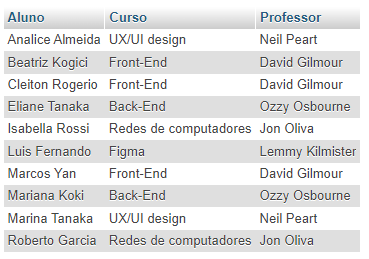 Aluno Curso Professor
Analice Almeida UX/UI design Neil Peart
Beatriz Kogici Front-End David Gilmour
Cleiton Rogerio Front-End David Gilmour
Eliane Tanaka Back-End Ozzy Osbourne
Isabella Rossi Redes de computadores Jon Oliva
Luis Fernando Figma Lemmy Kilmister
Marcos Yan Front-End David Gilmour
Mariana Koki Back-End Ozzy Osbourne
Marina Tanaka UX/UI design Neil Peart
Roberto Garcia Redes de computadores Jon Oliva